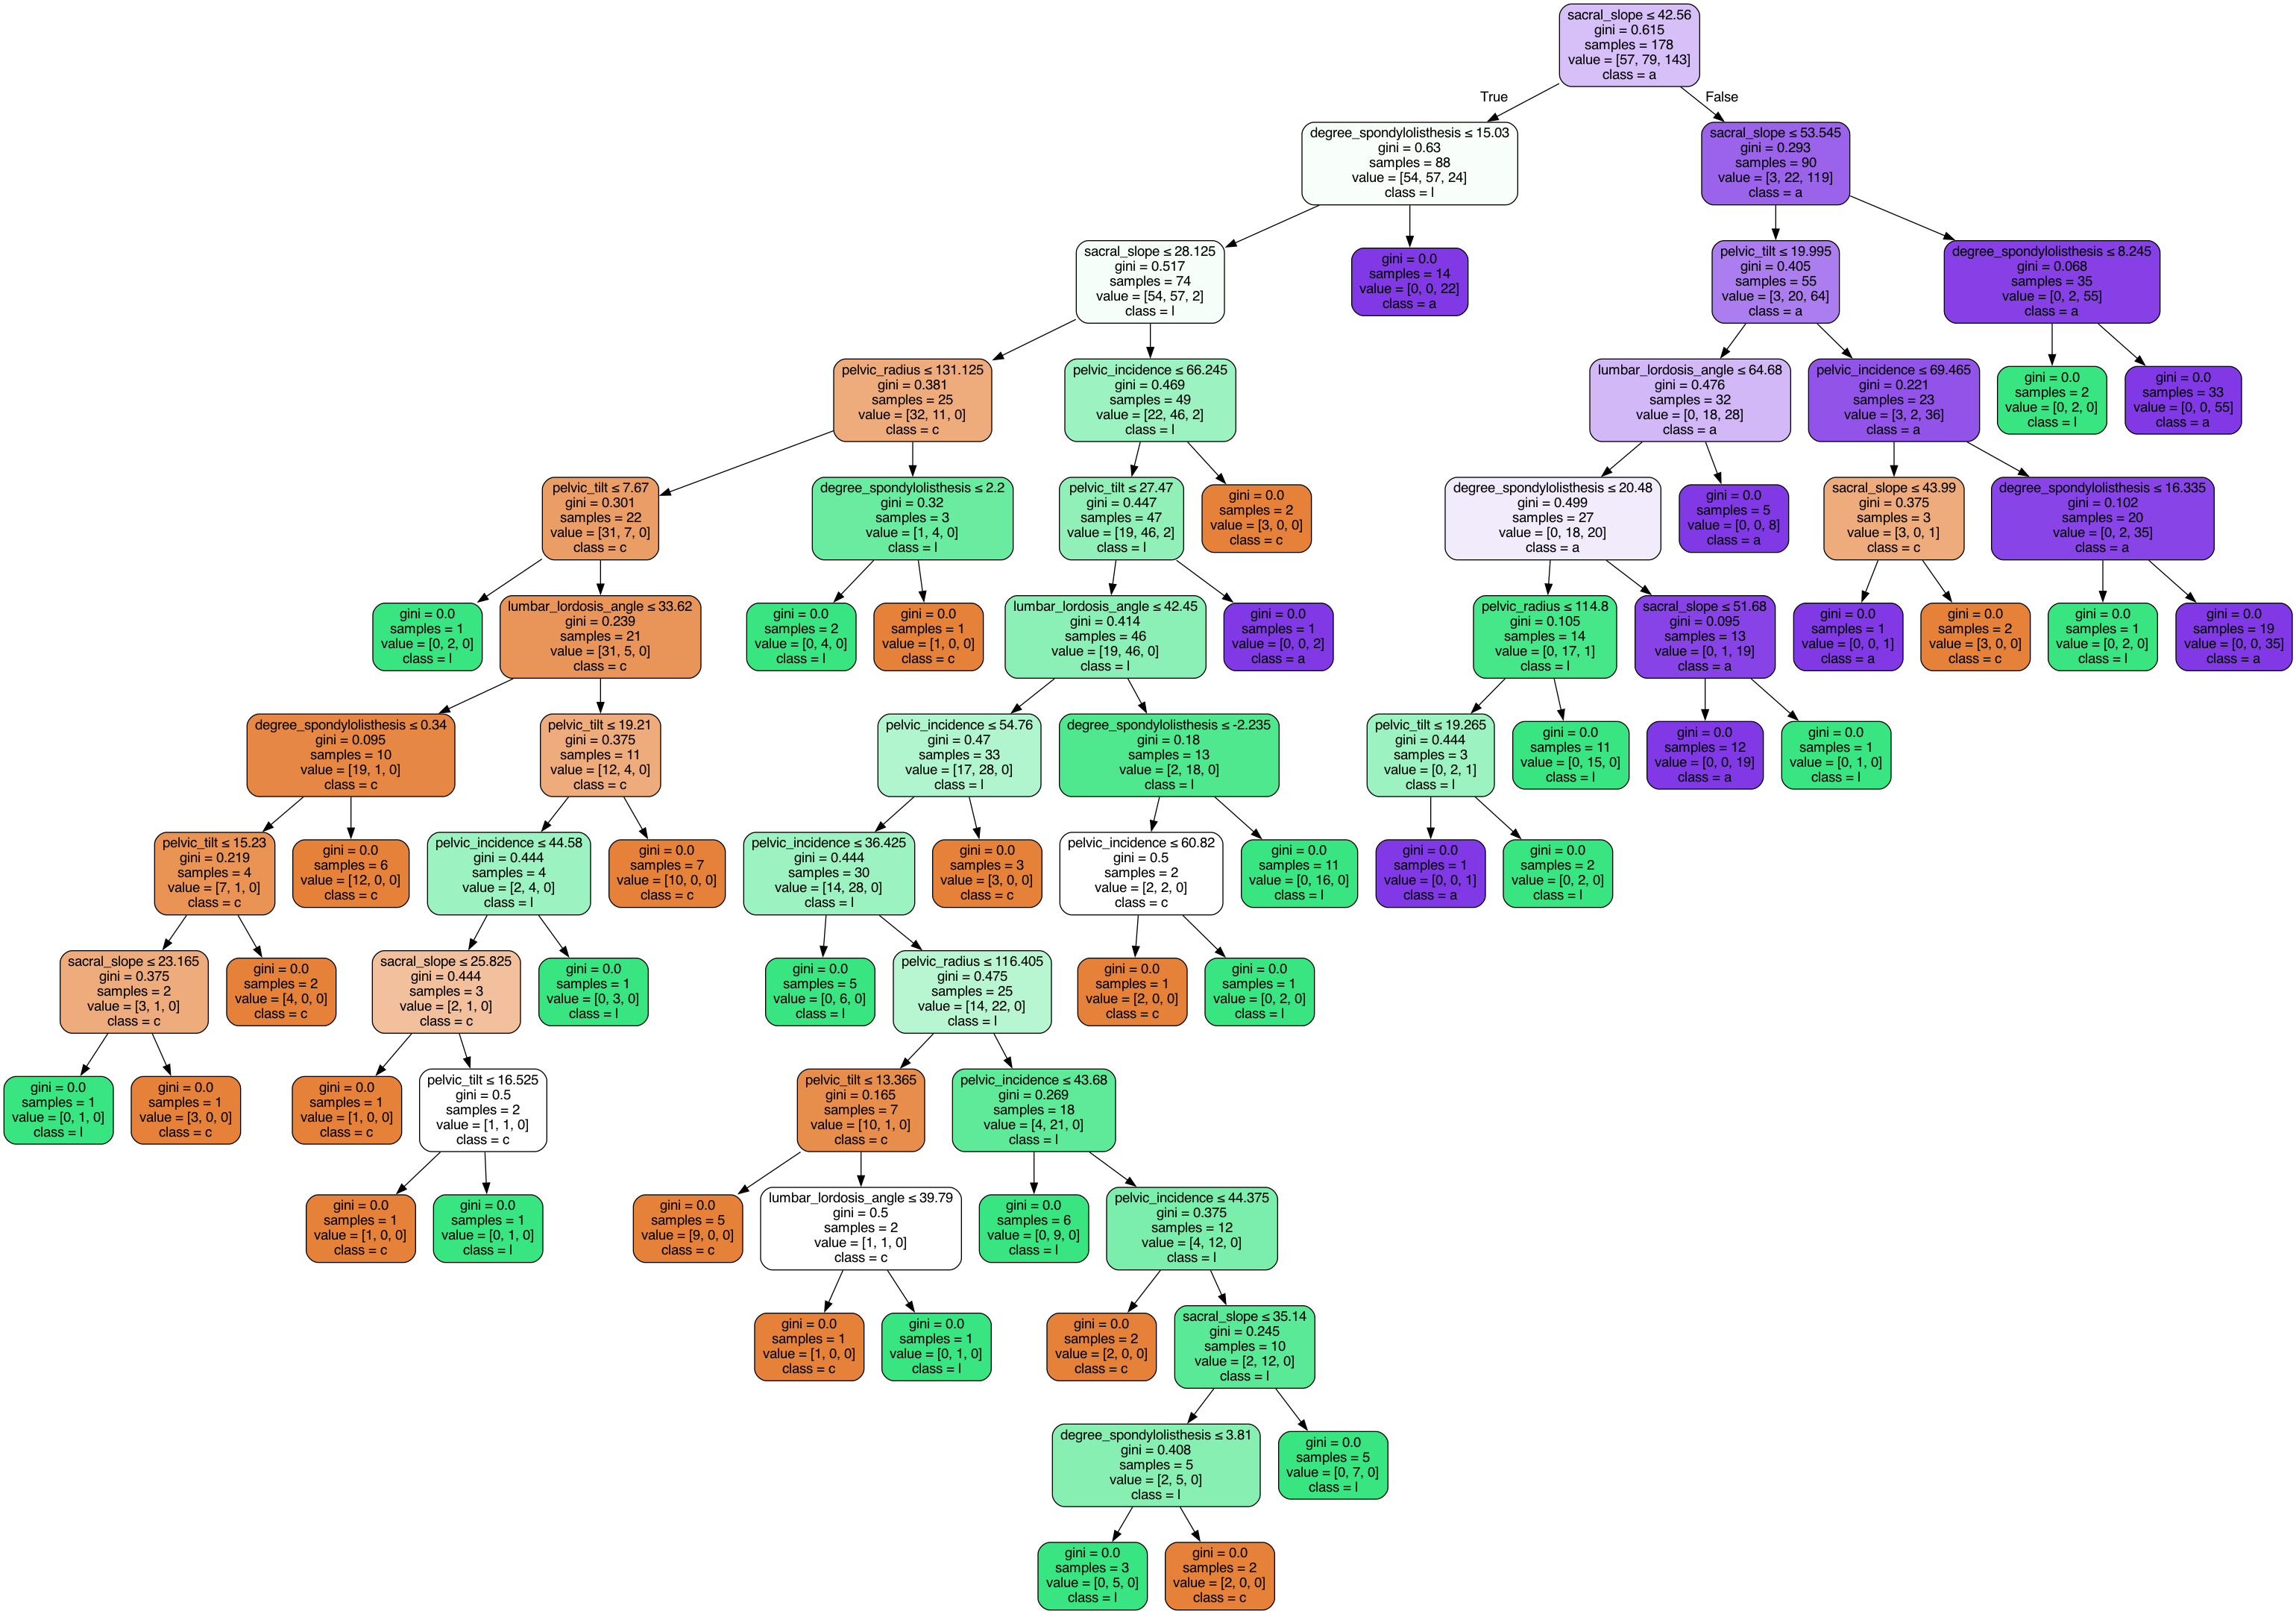 sacral_slope ≤ 42.56
gini = 0.615
samples = 178
value = [57, 79, 143]
class = a
True
False
degree_spondylolisthesis ≤ 15.03
gini = 0.63
samples = 88
value = [54, 57, 24]
class = l
sacral_slope ≤ 53.545
gini = 0.293
samples = 90
value = [3, 22, 119]
class = a
sacral_slope ≤ 28.125
gini = 0.517
samples = 74
value = [54, 57, 2]
class = l
gini = 0.0
samples = 14
value = [0, 0, 22]
class = a
pelvic_tilt ≤ 19.995
gini = 0.405
samples = 55
value = [3, 20, 64]
class = a
degree_spondylolisthesis ≤ 8.245
gini = 0.068
samples = 35
value = [0, 2, 55]
class = a
pelvic_radius ≤ 131.125
gini = 0.381
samples = 25
value = [32, 11, 0]
class = c
pelvic_incidence ≤ 66.245
gini = 0.469
samples = 49
value = [22, 46, 2]
class = l
lumbar_lordosis_angle ≤ 64.68
gini = 0.476
samples = 32
value = [0, 18, 28]
class = a
pelvic_incidence ≤ 69.465
gini = 0.221
samples = 23
value = [3, 2, 36]
class = a
gini = 0.0
samples = 2
value = [0, 2, 0]
class = l
gini = 0.0
samples = 33
value = [0, 0, 55]
class = a
pelvic_tilt ≤ 7.67
gini = 0.301
samples = 22
value = [31, 7, 0]
class = c
degree_spondylolisthesis ≤ 2.2
gini = 0.32
samples = 3
value = [1, 4, 0]
class = l
pelvic_tilt ≤ 27.47
gini = 0.447
samples = 47
value = [19, 46, 2]
class = l
gini = 0.0
samples = 2
value = [3, 0, 0]
class = c
degree_spondylolisthesis ≤ 20.48
gini = 0.499
samples = 27
value = [0, 18, 20]
class = a
gini = 0.0
samples = 5
value = [0, 0, 8]
class = a
sacral_slope ≤ 43.99
gini = 0.375
samples = 3
value = [3, 0, 1]
class = c
degree_spondylolisthesis ≤ 16.335
gini = 0.102
samples = 20
value = [0, 2, 35]
class = a
gini = 0.0
samples = 1
value = [0, 2, 0]
class = l
lumbar_lordosis_angle ≤ 33.62
gini = 0.239
samples = 21
value = [31, 5, 0]
class = c
gini = 0.0
samples = 2
value = [0, 4, 0]
class = l
gini = 0.0
samples = 1
value = [1, 0, 0]
class = c
lumbar_lordosis_angle ≤ 42.45
gini = 0.414
samples = 46
value = [19, 46, 0]
class = l
gini = 0.0
samples = 1
value = [0, 0, 2]
class = a
pelvic_radius ≤ 114.8
gini = 0.105
samples = 14
value = [0, 17, 1]
class = l
sacral_slope ≤ 51.68
gini = 0.095
samples = 13
value = [0, 1, 19]
class = a
gini = 0.0
samples = 1
value = [0, 0, 1]
class = a
gini = 0.0
samples = 2
value = [3, 0, 0]
class = c
gini = 0.0
samples = 1
value = [0, 2, 0]
class = l
gini = 0.0
samples = 19
value = [0, 0, 35]
class = a
degree_spondylolisthesis ≤ 0.34
gini = 0.095
samples = 10
value = [19, 1, 0]
class = c
pelvic_tilt ≤ 19.21
gini = 0.375
samples = 11
value = [12, 4, 0]
class = c
pelvic_incidence ≤ 54.76
gini = 0.47
samples = 33
value = [17, 28, 0]
class = l
degree_spondylolisthesis ≤ -2.235
gini = 0.18
samples = 13
value = [2, 18, 0]
class = l
pelvic_tilt ≤ 19.265
gini = 0.444
samples = 3
value = [0, 2, 1]
class = l
gini = 0.0
samples = 11
value = [0, 15, 0]
class = l
gini = 0.0
samples = 12
value = [0, 0, 19]
class = a
gini = 0.0
samples = 1
value = [0, 1, 0]
class = l
pelvic_tilt ≤ 15.23
gini = 0.219
samples = 4
value = [7, 1, 0]
class = c
gini = 0.0
samples = 6
value = [12, 0, 0]
class = c
pelvic_incidence ≤ 44.58
gini = 0.444
samples = 4
value = [2, 4, 0]
class = l
gini = 0.0
samples = 7
value = [10, 0, 0]
class = c
pelvic_incidence ≤ 36.425
gini = 0.444
samples = 30
value = [14, 28, 0]
class = l
gini = 0.0
samples = 3
value = [3, 0, 0]
class = c
pelvic_incidence ≤ 60.82
gini = 0.5
samples = 2
value = [2, 2, 0]
class = c
gini = 0.0
samples = 11
value = [0, 16, 0]
class = l
gini = 0.0
samples = 1
value = [0, 0, 1]
class = a
gini = 0.0
samples = 2
value = [0, 2, 0]
class = l
sacral_slope ≤ 23.165
gini = 0.375
samples = 2
value = [3, 1, 0]
class = c
gini = 0.0
samples = 2
value = [4, 0, 0]
class = c
sacral_slope ≤ 25.825
gini = 0.444
samples = 3
value = [2, 1, 0]
class = c
gini = 0.0
samples = 1
value = [0, 3, 0]
class = l
gini = 0.0
samples = 5
value = [0, 6, 0]
class = l
pelvic_radius ≤ 116.405
gini = 0.475
samples = 25
value = [14, 22, 0]
class = l
gini = 0.0
samples = 1
value = [2, 0, 0]
class = c
gini = 0.0
samples = 1
value = [0, 2, 0]
class = l
gini = 0.0
samples = 1
value = [0, 1, 0]
class = l
gini = 0.0
samples = 1
value = [3, 0, 0]
class = c
gini = 0.0
samples = 1
value = [1, 0, 0]
class = c
pelvic_tilt ≤ 16.525
gini = 0.5
samples = 2
value = [1, 1, 0]
class = c
pelvic_tilt ≤ 13.365
gini = 0.165
samples = 7
value = [10, 1, 0]
class = c
pelvic_incidence ≤ 43.68
gini = 0.269
samples = 18
value = [4, 21, 0]
class = l
gini = 0.0
samples = 1
value = [1, 0, 0]
class = c
gini = 0.0
samples = 1
value = [0, 1, 0]
class = l
gini = 0.0
samples = 5
value = [9, 0, 0]
class = c
lumbar_lordosis_angle ≤ 39.79
gini = 0.5
samples = 2
value = [1, 1, 0]
class = c
gini = 0.0
samples = 6
value = [0, 9, 0]
class = l
pelvic_incidence ≤ 44.375
gini = 0.375
samples = 12
value = [4, 12, 0]
class = l
gini = 0.0
samples = 1
value = [1, 0, 0]
class = c
gini = 0.0
samples = 1
value = [0, 1, 0]
class = l
gini = 0.0
samples = 2
value = [2, 0, 0]
class = c
sacral_slope ≤ 35.14
gini = 0.245
samples = 10
value = [2, 12, 0]
class = l
degree_spondylolisthesis ≤ 3.81
gini = 0.408
samples = 5
value = [2, 5, 0]
class = l
gini = 0.0
samples = 5
value = [0, 7, 0]
class = l
gini = 0.0
samples = 3
value = [0, 5, 0]
class = l
gini = 0.0
samples = 2
value = [2, 0, 0]
class = c